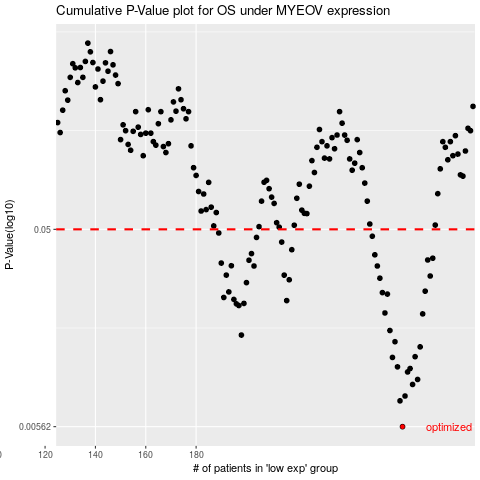 Cumulative P-Value plot for OS under MYEOV expression
P-Value(log10)
0.05
0.00562
optimized
0 120 140 160 180
# of patients in 'low exp' group